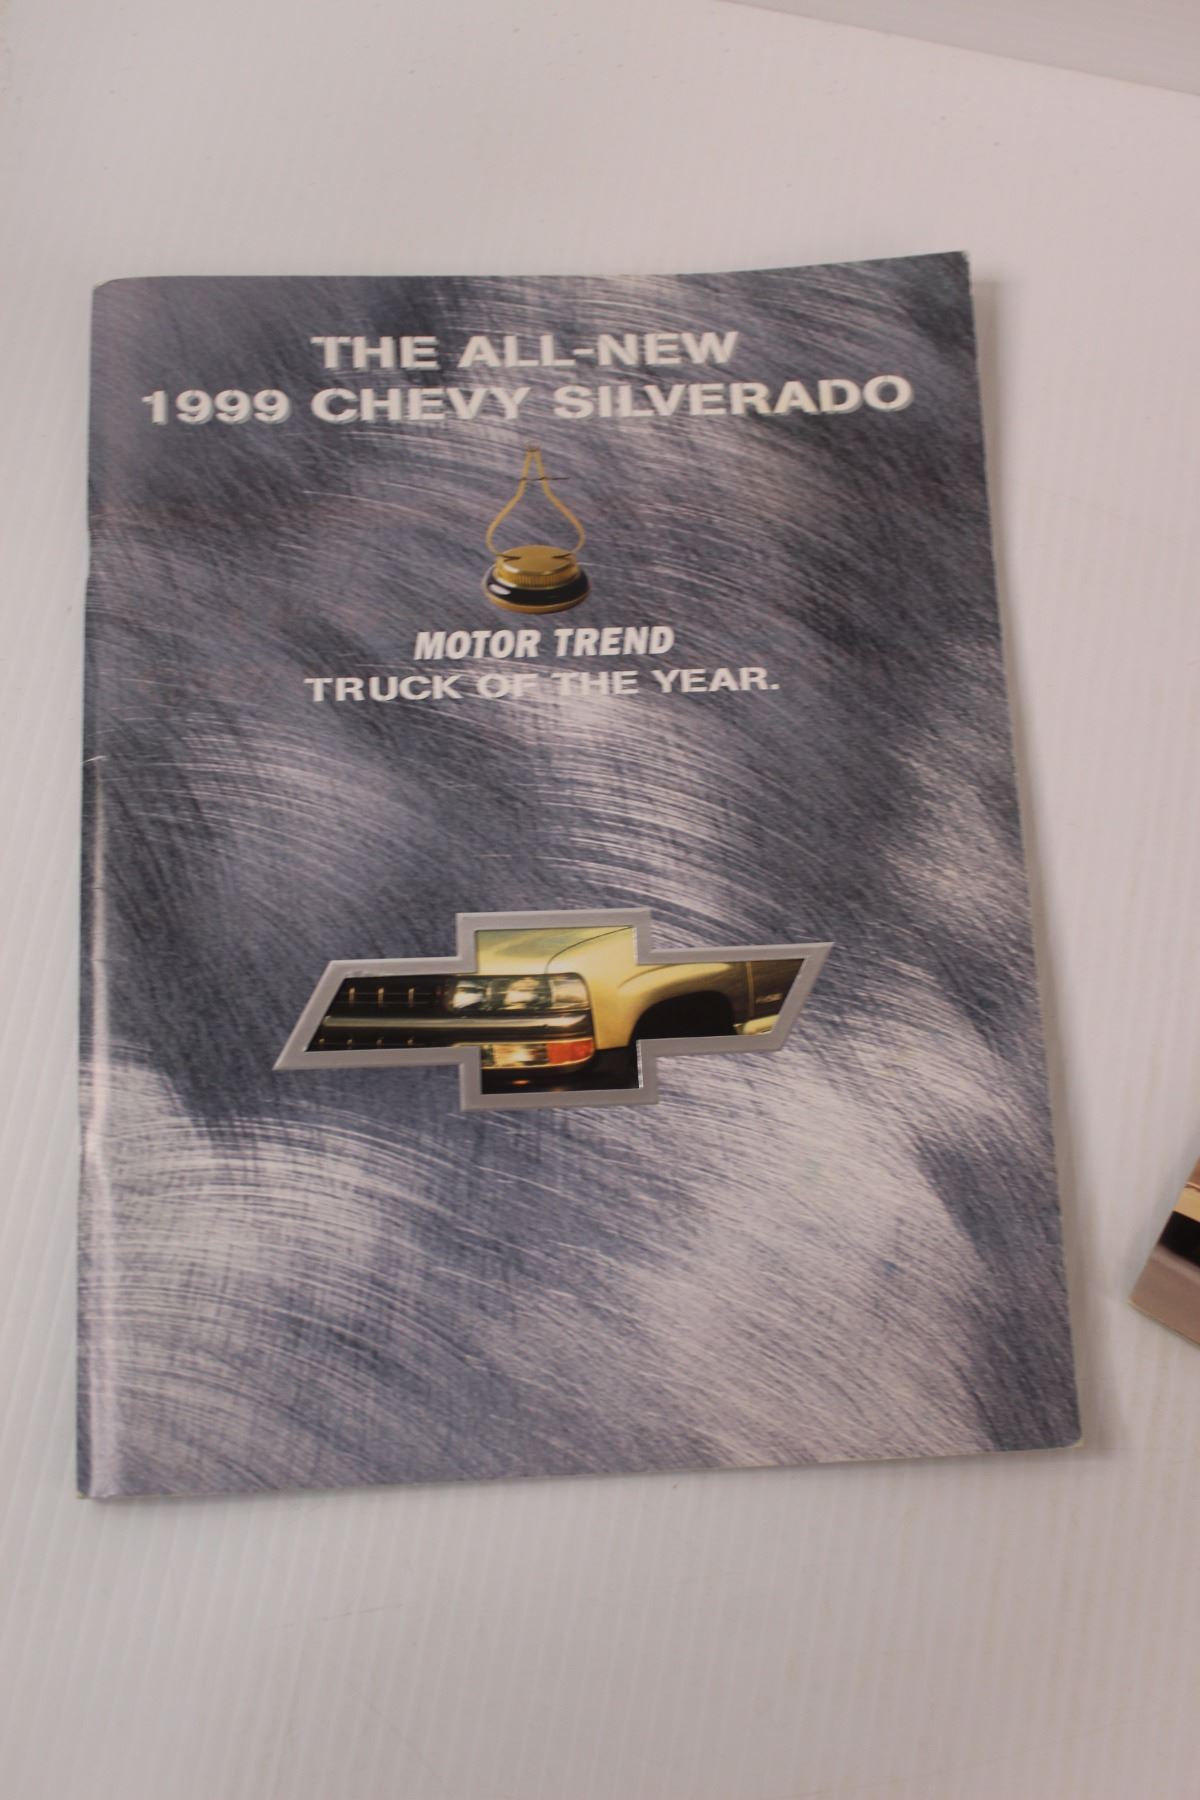 THE ALL-NEW
1999 CHEVY SILVERADO
MOTOR TREND
TRUCK OF THE YEAR.